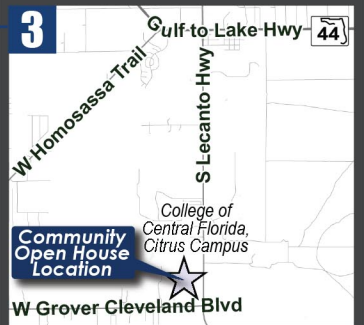 3
Gulf to Lake Hwy
44
W Homosassa Trail
S Lecanto Hwy
College of
Central Florida,
Citrus Campus
Community
Open House
Location
W Grover Cleveland Blvd